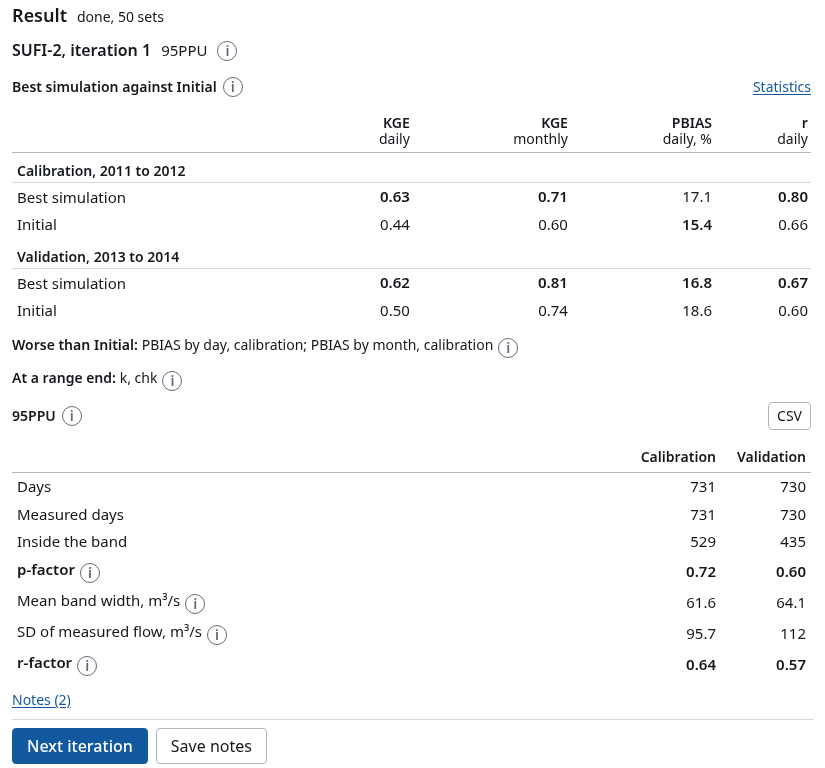 Result done, 50 sets
SUFI-2, iteration 1 95PPU i
Best simulation against Initial i Statistics
KGE KGE PBIAS r
daily monthly daily, % daily
Calibration, 2011 to 2012
Best simulation 0.63 0.71 17.1 0.80
Initial 0.44 0.60 15.4 0.66
Validation, 2013 to 2014
Best simulation 0.62 0.81 16.8 0.67
Initial 0.50 0.74 18.6 0.60
Worse than Initial: PBIAS by day, calibration; PBIAS by month, calibration i
At a range end: k, chk i
95PPU i CSV
Calibration Validation
Days 731 730
Measured days 731 730
Inside the band 529 435
p-factor i 0.72 0.60
Mean band width, m³/s i 61.6 64.1
SD of measured flow, m³/s i 95.7 112
r-factor i 0.64 0.57
Notes (2)
Next iteration Save notes